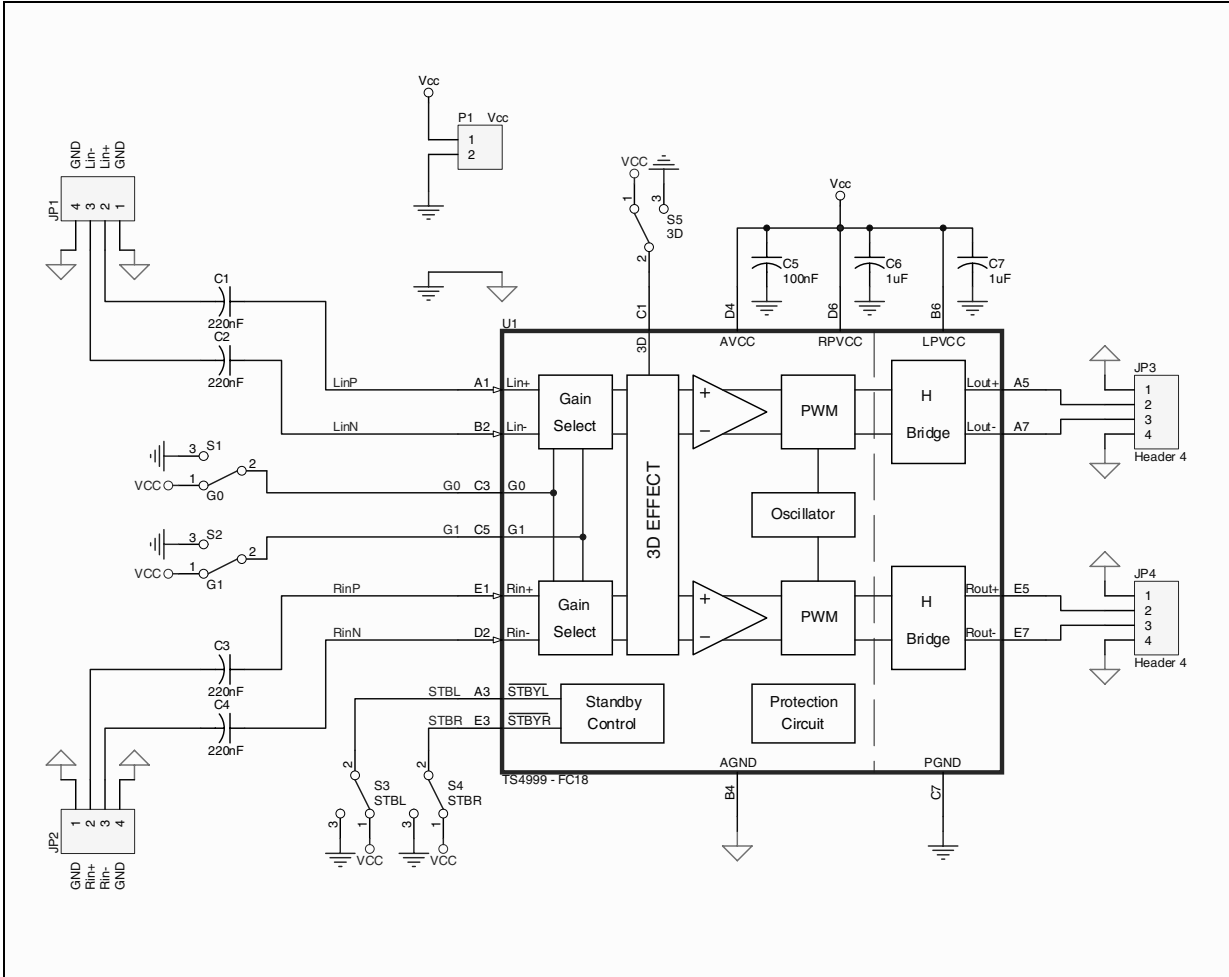 Vcc
P1 Vcc
1
2
GND
Lin-
Lin+
GND
JP1
4
3
2
1
VCC
1
3
S5
3D
2
C1
Vcc
C5
100nF
C6
1uF
C7
1uF
D4
D6
B6
C1
220nF
C2
220nF
U1
3D
AVCC
RPVCC
LPVCC
LinP
A1
Lin+
LinN
B2
Lin-
Gain
Select
3D EFFECT
+
−
PWM
H
Bridge
Lout+
A5
Lout-
A7
JP3
1
2
3
4
Header 4
3
S1
VCC
1
2
G0
G0
C3
G0
Oscillator
3
S2
VCC
1
2
G1
G1
C5
G1
RinP
E1
Rin+
RinN
D2
Rin-
Gain
Select
+
−
PWM
H
Bridge
Rout+
E5
Rout-
E7
JP4
1
2
3
4
Header 4
C3
220nF
C4
220nF
STBL
A3
STBYL
STBR
E3
STBYR
Standby
Control
Protection
Circuit
AGND
PGND
TS4999 - FC18
B4
C7
2
S3
STBL
3
1
VCC
2
S4
STBR
3
1
VCC
JP2
1
2
3
4
GND
Rin+
Rin-
GND